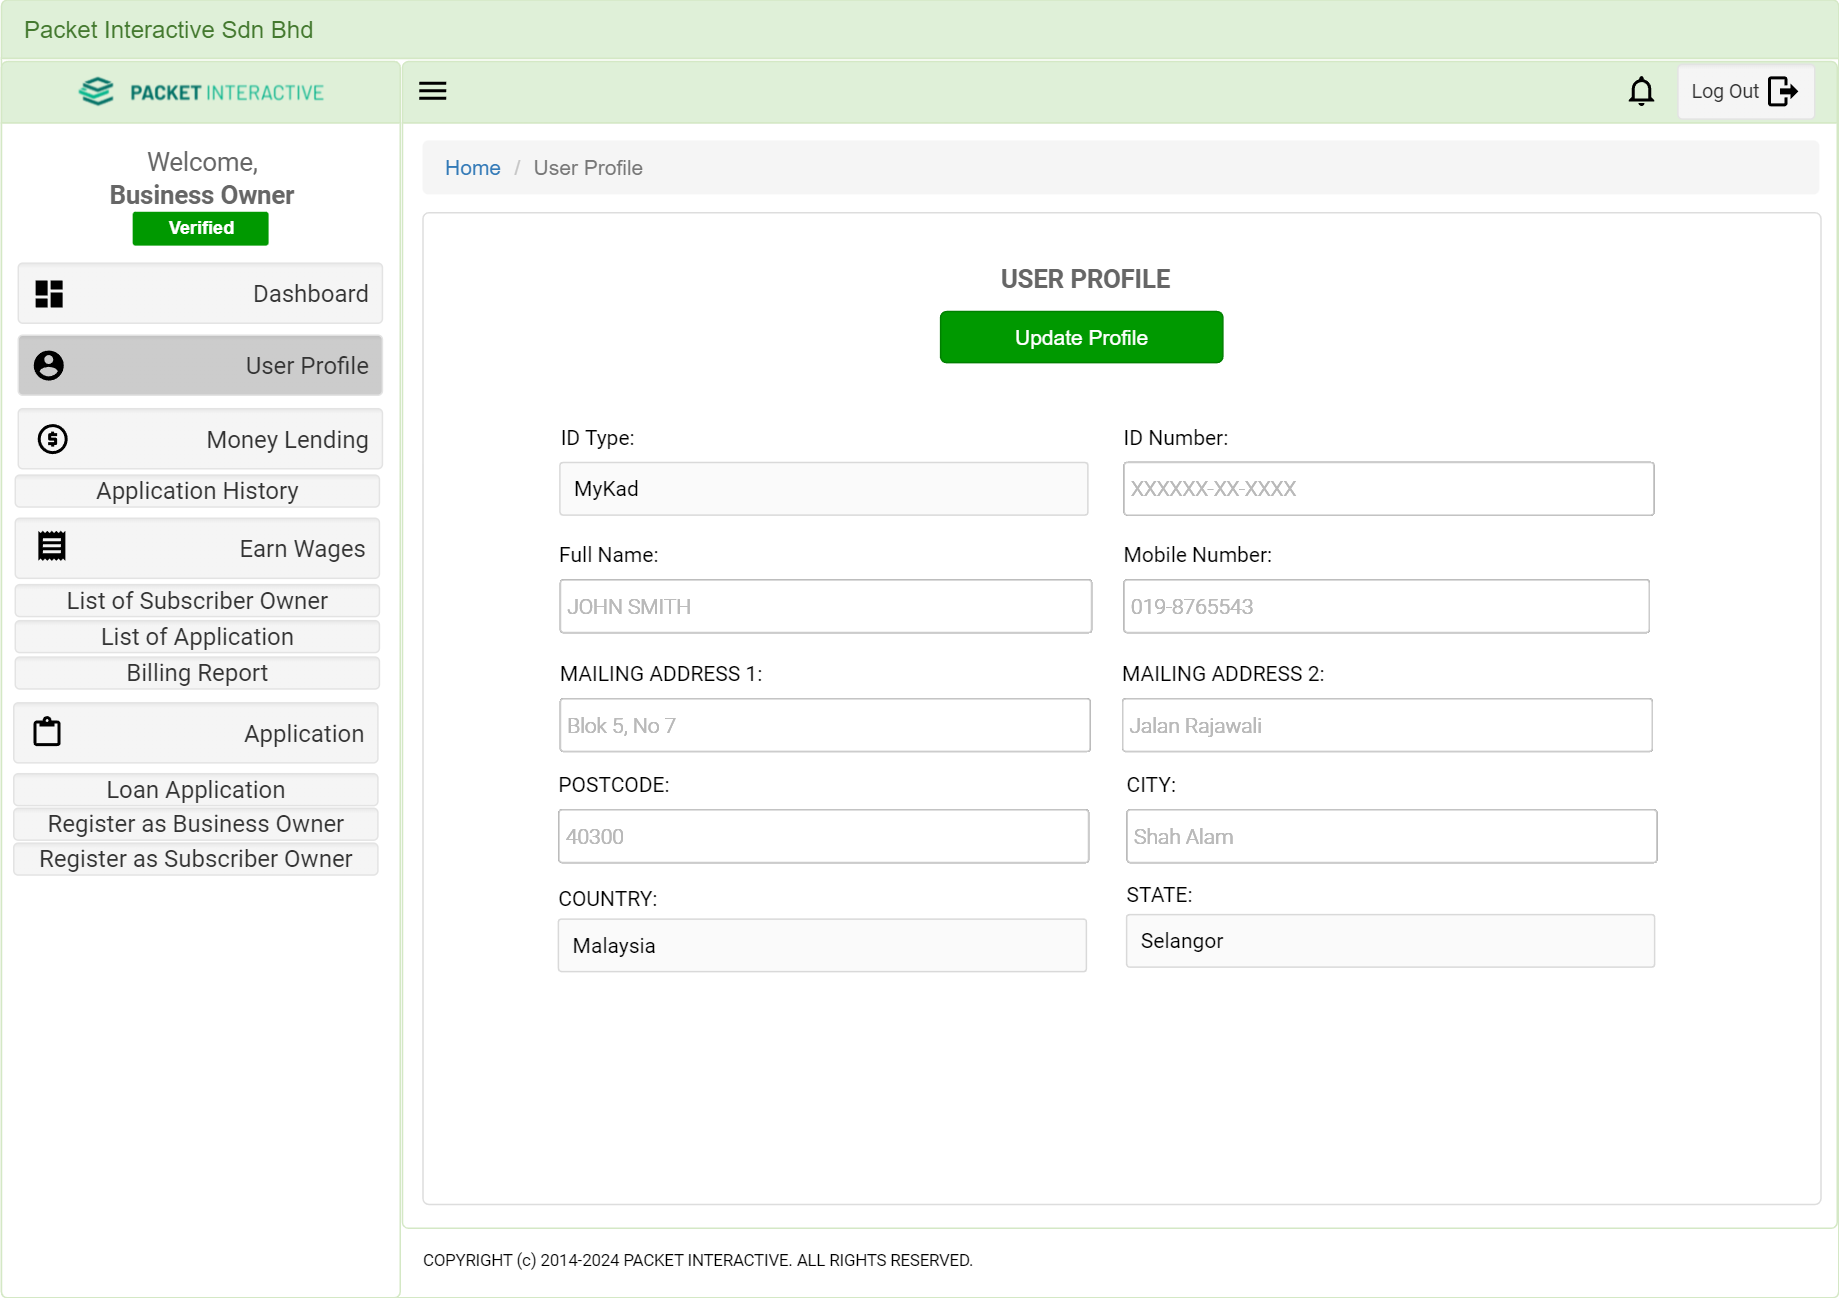 Packet Interactive Sdn Bhd
PACKET INTERACTIVE
Log Out
Welcome,
Business Owner
Verified
Dashboard
User Profile
Money Lending
Application History
Earn Wages
List of Subscriber Owner
List of Application
Billing Report
Application
Loan Application
Register as Business Owner
Register as Subscriber Owner
Home / User Profile
USER PROFILE
Update Profile
ID Type:
MyKad
ID Number:
XXXXXX-XX-XXXX
Full Name:
JOHN SMITH
Mobile Number:
019-8765543
MAILING ADDRESS 1:
Blok 5, No 7
MAILING ADDRESS 2:
Jalan Rajawali
POSTCODE:
40300
CITY:
Shah Alam
COUNTRY:
Malaysia
STATE:
Selangor
COPYRIGHT (c) 2014-2024 PACKET INTERACTIVE. ALL RIGHTS RESERVED.